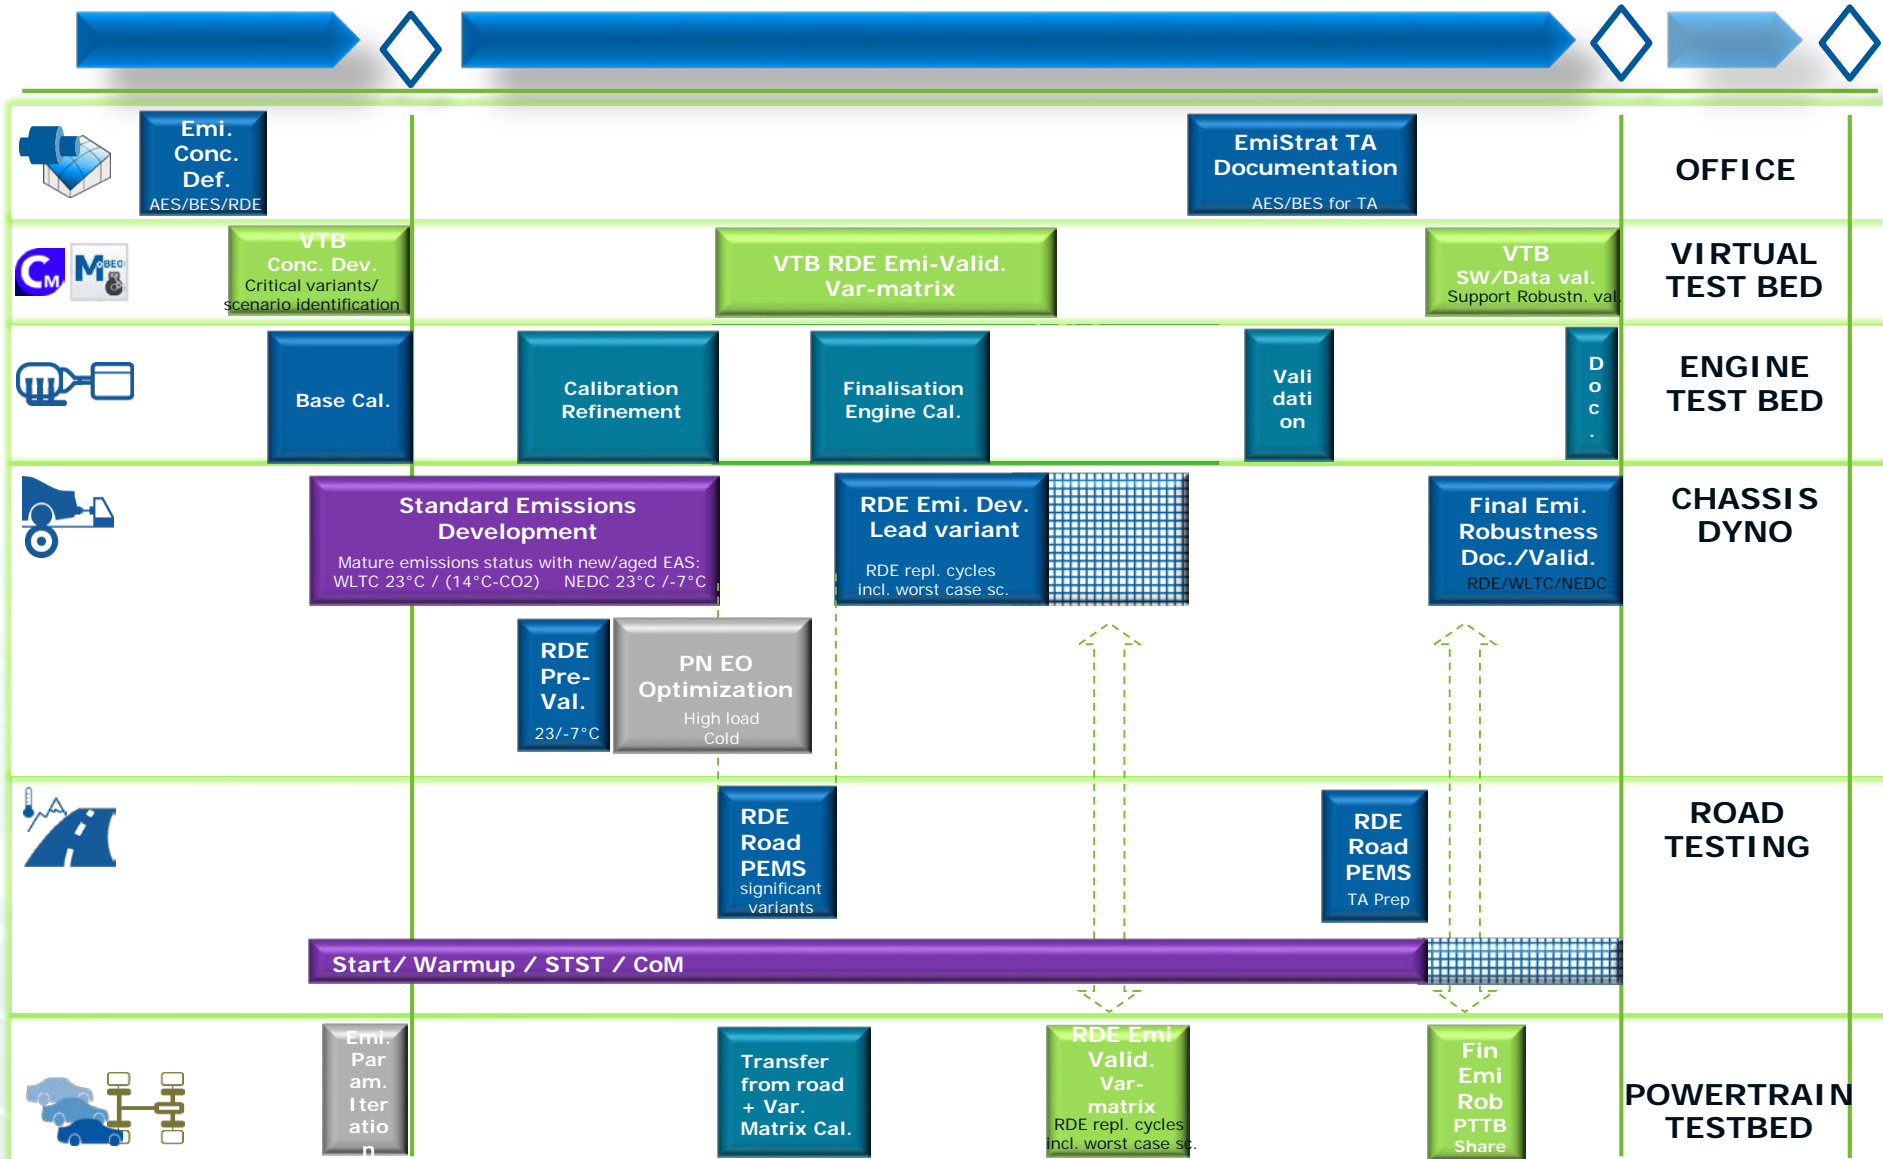 Emi.
Conc.
Def.
AES/BES/RDE
EmiStrat TA
Documentation
AES/BES for TA
OFFICE
CM
MOBEO
VTB
Conc. Dev.
Critical variants/
scenario identification
VTB RDE Emi-Valid.
Var-matrix
VTB
SW/Data val.
Support Robustn. val.
VIRTUAL
TEST BED
Base Cal.
Calibration
Refinement
Finalisation
Engine Cal.
Vali
dati
on
D
o
c
.
ENGINE
TEST BED
Standard Emissions
Development
Mature emissions status with new/aged EAS:
WLTC 23°C / (14°C-CO2) NEDC 23°C /-7°C
RDE Emi. Dev.
Lead variant
RDE repl. cycles
incl. worst case sc.
Final Emi.
Robustness
Doc./Valid.
RDE/WLTC/NEDC
CHASSIS
DYNO
RDE
Pre-
Val.
23/-7°C
PN EO
Optimization
High load
Cold
RDE
Road
PEMS
significant
variants
RDE
Road
PEMS
TA Prep
ROAD
TESTING
Start/ Warmup / STST / CoM
Emi.
Par
am.
Iter
atio
n
Transfer
from road
+ Var.
Matrix Cal.
RDE Emi
Valid.
Var-
matrix
RDE repl. cycles
incl. worst case sc.
Fin
Emi
Rob
PTTB
Share
POWERTRAIN
TESTBED